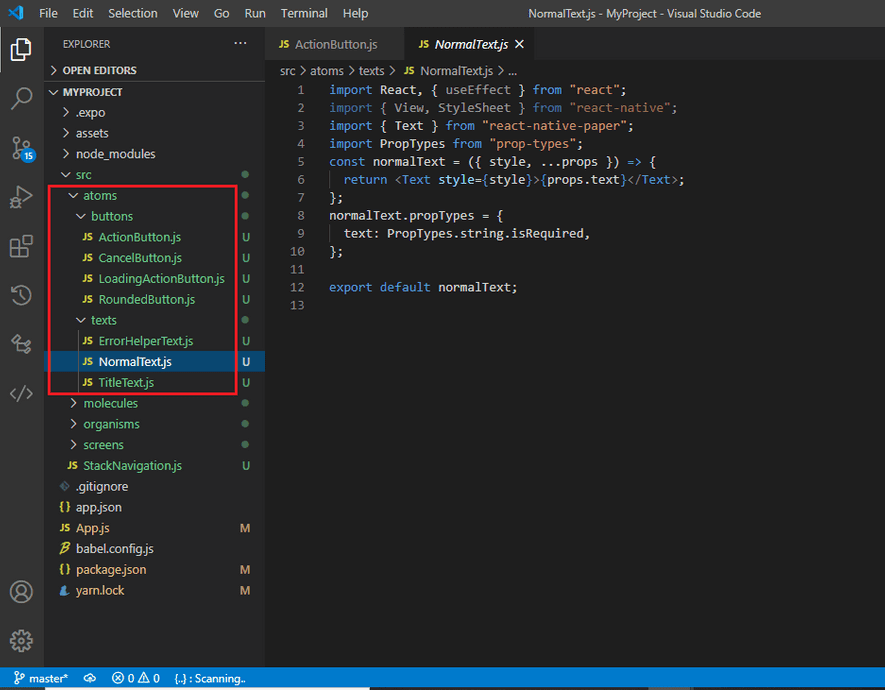 File Edit Selection View Go Run Terminal Help NormalText.js - MyProject - Visual Studio Code
EXPLORER ···
OPEN EDITORS
MYPROJECT
.expo
assets
node_modules
src
atoms
buttons
JS ActionButton.js U
JS CancelButton.js U
JS LoadingActionButton.js U
JS RoundedButton.js U
texts
JS ErrorHelperText.js U
JS NormalText.js U
JS TitleText.js U
molecules
organisms
screens
JS StackNavigation.js U
.gitignore
{} app.json
JS App.js M
babel.config.js
{} package.json M
yarn.lock M
15
JS ActionButton.js JS NormalText.js ×
src > atoms > texts > JS NormalText.js > ...
1 import React, { useEffect } from "react";
2 import { View, StyleSheet } from "react-native";
3 import { Text } from "react-native-paper";
4 import PropTypes from "prop-types";
5 const normalText = ({ style, ...props }) => {
6 return <Text style={style}>{props.text}</Text>;
7 };
8 normalText.propTypes = {
9 text: PropTypes.string.isRequired,
10 };
11
12 export default normalText;
13
master* 0 0 {..} : Scanning..